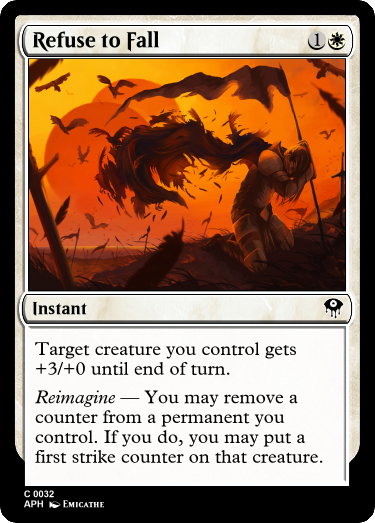 Refuse to Fall 1
Instant
Target creature you control gets
+3/+0 until end of turn.
Reimagine — You may remove a
counter from a permanent you
control. If you do, you may put a
first strike counter on that creature.
C 0032
APH Emicathe